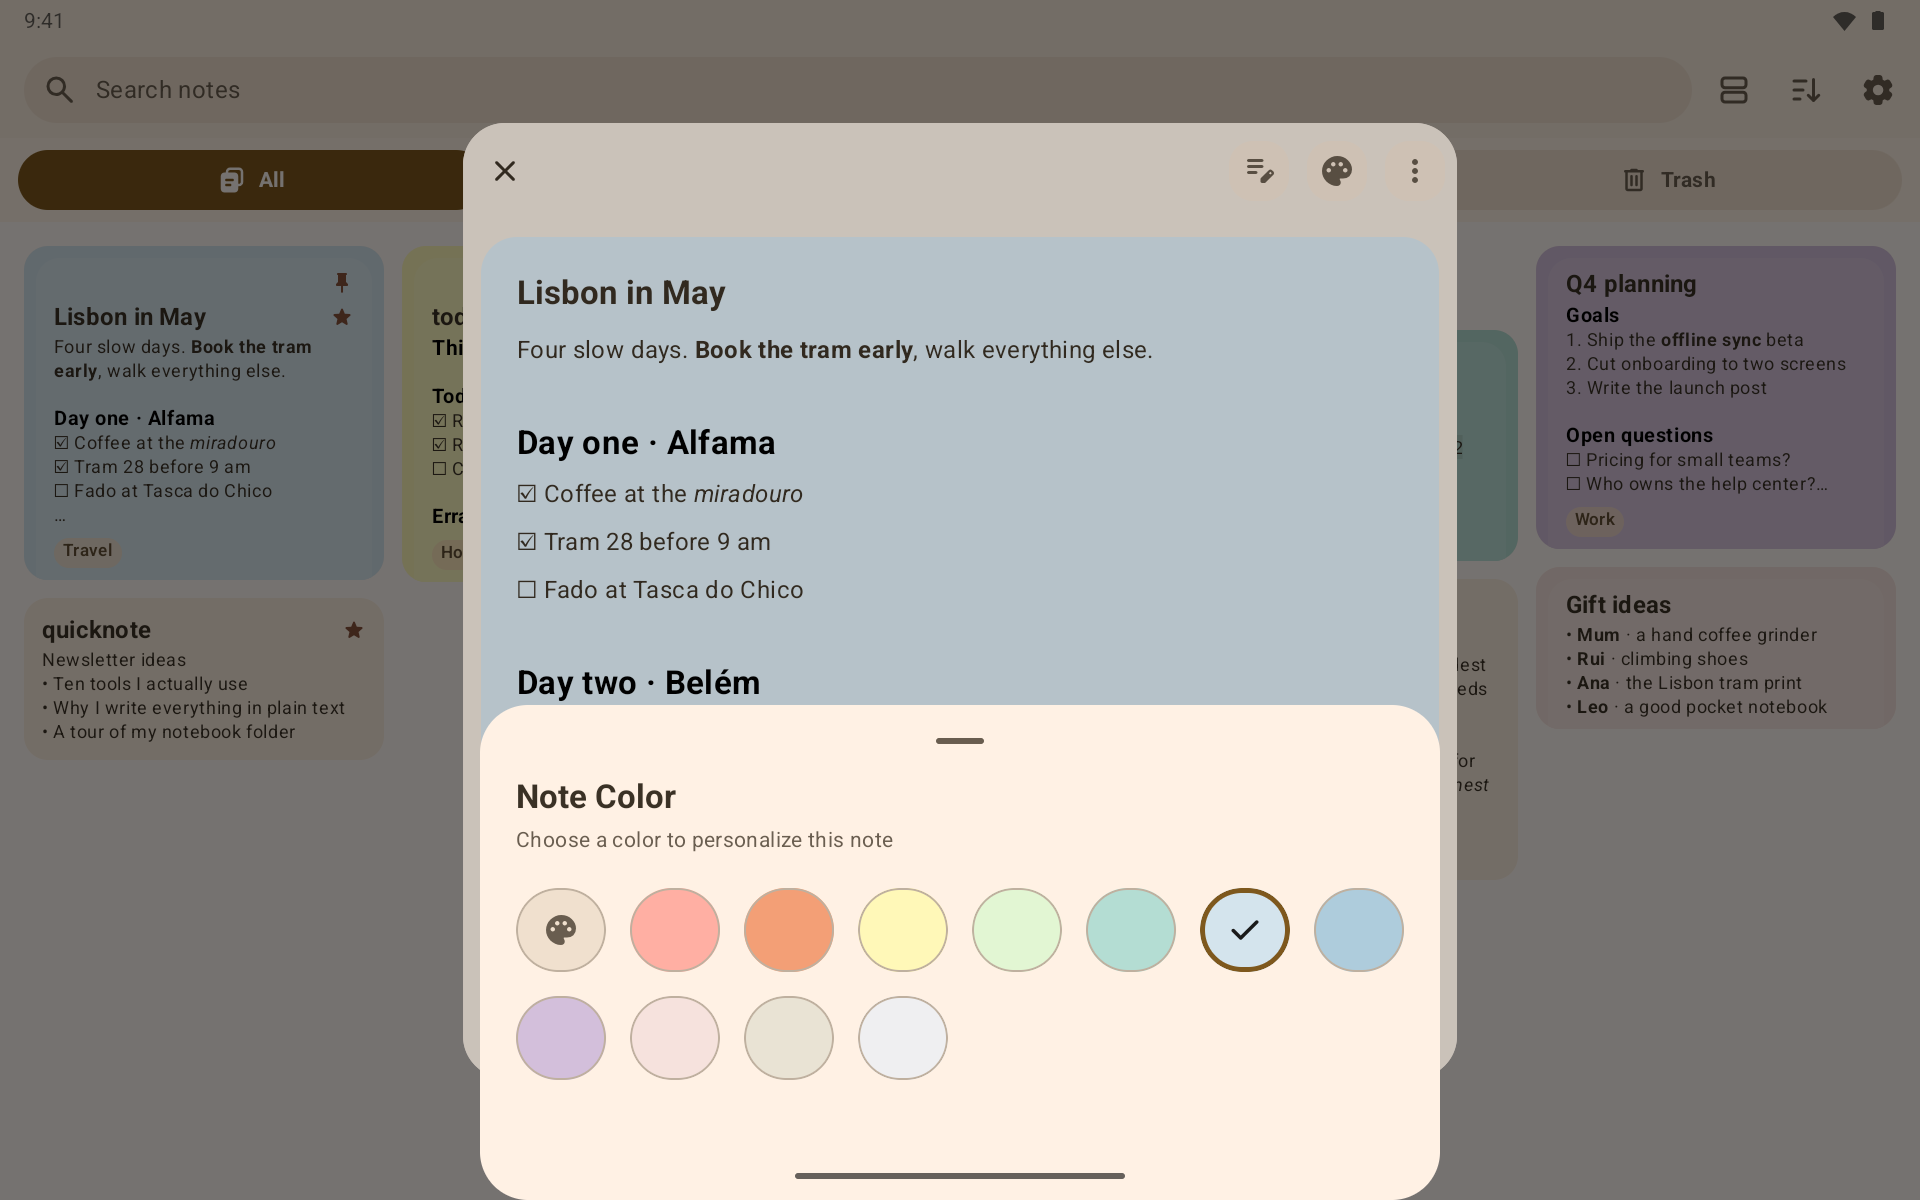 9:41
Search notes
All
Trash
Lisbon in May
Four slow days. Book the tram
early, walk everything else.
Day one · Alfama
☑ Coffee at the miradouro
☑ Tram 28 before 9 am
☐ Fado at Tasca do Chico
…
Travel
quicknote
Newsletter ideas
• Ten tools I actually use
• Why I write everything in plain text
• A tour of my notebook folder
Lisbon in May
Four slow days. Book the tram early, walk everything else.
Day one · Alfama
☑ Coffee at the miradouro
☑ Tram 28 before 9 am
☐ Fado at Tasca do Chico
Day two · Belém
Note Color
Choose a color to personalize this note
Q4 planning
Goals
1. Ship the offline sync beta
2. Cut onboarding to two screens
3. Write the launch post
Open questions
☐ Pricing for small teams?
☐ Who owns the help center?…
Work
Gift ideas
• Mum · a hand coffee grinder
• Rui · climbing shoes
• Ana · the Lisbon tram print
• Leo · a good pocket notebook